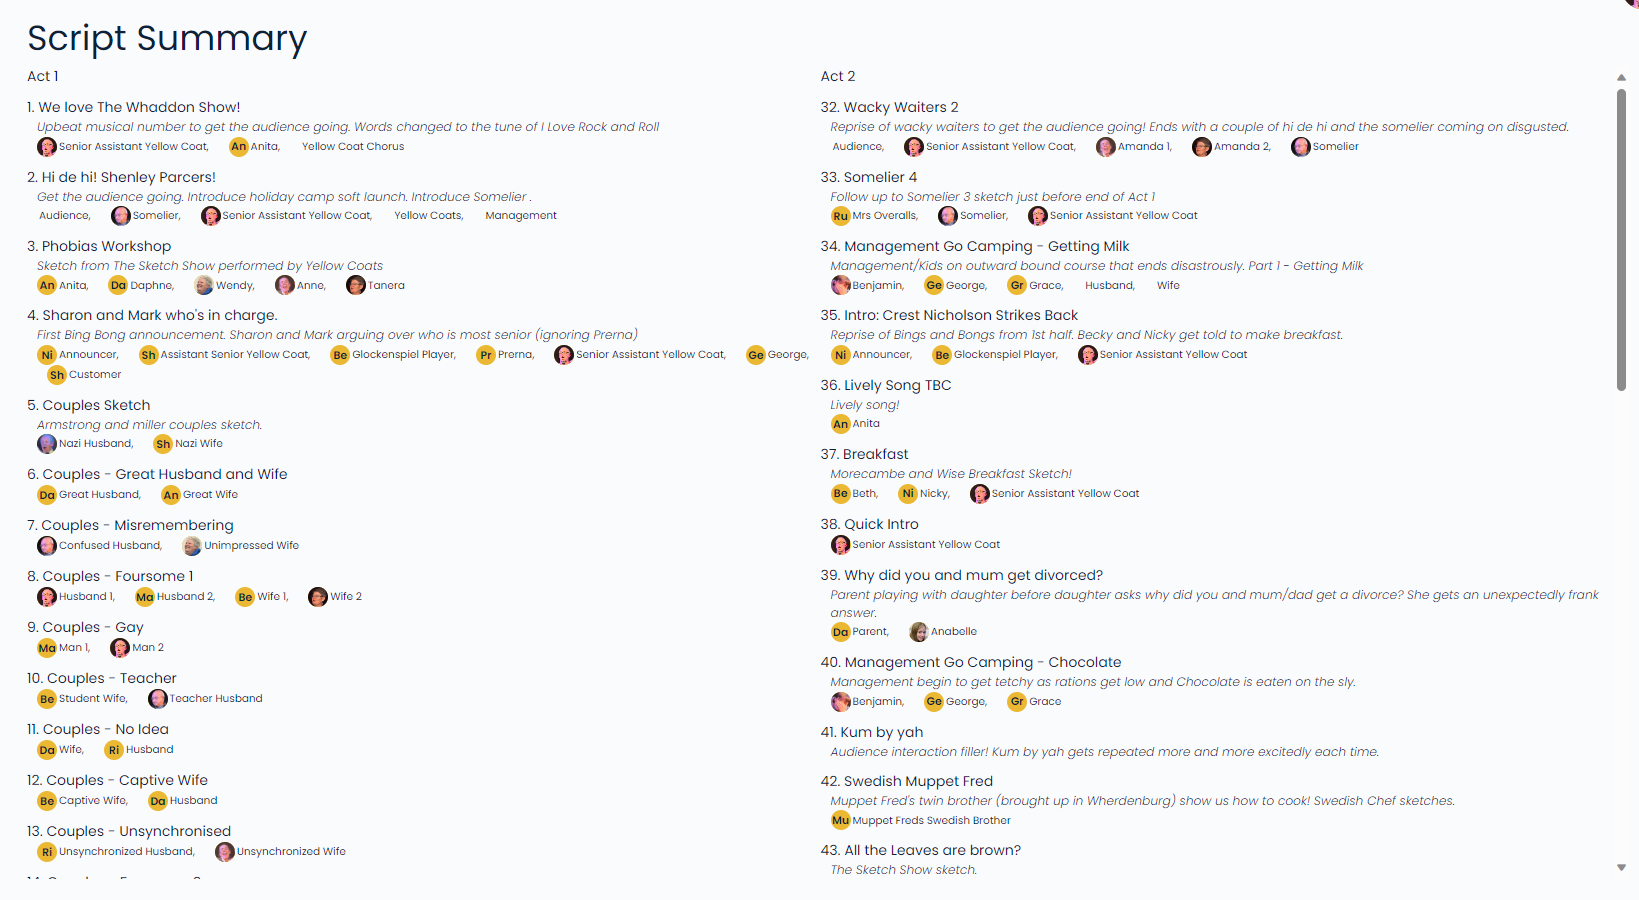 Script Summary
Act 1
1. We love The Whaddon Show!
Upbeat musical number to get the audience going. Words changed to the tune of I Love Rock and Roll
Senior Assistant Yellow Coat, An Anita, Yellow Coat Chorus
2. Hi de hi! Shenley Parcers!
Get the audience going. Introduce holiday camp soft launch. Introduce Somelier .
Audience, Somelier, Senior Assistant Yellow Coat, Yellow Coats, Management
3. Phobias Workshop
Sketch from The Sketch Show performed by Yellow Coats
An Anita, Da Daphne, Wendy, Anne, Tanera
4. Sharon and Mark who's in charge.
First Bing Bong announcement. Sharon and Mark arguing over who is most senior (ignoring Prerna)
Ni Announcer, Sh Assistant Senior Yellow Coat, Be Glockenspiel Player, Pr Prerna, Senior Assistant Yellow Coat, Ge George,
Sh Customer
5. Couples Sketch
Armstrong and miller couples sketch.
Nazi Husband, Sh Nazi Wife
6. Couples - Great Husband and Wife
Da Great Husband, An Great Wife
7. Couples - Misremembering
Confused Husband, Unimpressed Wife
8. Couples - Foursome 1
Husband 1, Ma Husband 2, Be Wife 1, Wife 2
9. Couples - Gay
Ma Man 1, Man 2
10. Couples - Teacher
Be Student Wife, Teacher Husband
11. Couples - No Idea
Da Wife, Ri Husband
12. Couples - Captive Wife
Be Captive Wife, Da Husband
13. Couples - Unsynchronised
Ri Unsynchronized Husband, Unsynchronized Wife
Act 2
32. Wacky Waiters 2
Reprise of wacky waiters to get the audience going! Ends with a couple of hi de hi and the somelier coming on disgusted.
Audience, Senior Assistant Yellow Coat, Amanda 1, Amanda 2, Somelier
33. Somelier 4
Follow up to Somelier 3 sketch just before end of Act 1
Ru Mrs Overalls, Somelier, Senior Assistant Yellow Coat
34. Management Go Camping - Getting Milk
Management/Kids on outward bound course that ends disastrously. Part 1 - Getting Milk
Benjamin, Ge George, Gr Grace, Husband, Wife
35. Intro: Crest Nicholson Strikes Back
Reprise of Bings and Bongs from 1st half. Becky and Nicky get told to make breakfast.
Ni Announcer, Be Glockenspiel Player, Senior Assistant Yellow Coat
36. Lively Song TBC
Lively song!
An Anita
37. Breakfast
Morecambe and Wise Breakfast Sketch!
Be Beth, Ni Nicky, Senior Assistant Yellow Coat
38. Quick Intro
Senior Assistant Yellow Coat
39. Why did you and mum get divorced?
Parent playing with daughter before daughter asks why did you and mum/dad get a divorce? She gets an unexpectedly frank
answer.
Da Parent, Anabelle
40. Management Go Camping - Chocolate
Management begin to get tetchy as rations get low and Chocolate is eaten on the sly.
Benjamin, Ge George, Gr Grace
41. Kum by yah
Audience interaction filler! Kum by yah gets repeated more and more excitedly each time.
42. Swedish Muppet Fred
Muppet Fred's twin brother (brought up in Wherdenburg) show us how to cook! Swedish Chef sketches.
Mu Muppet Freds Swedish Brother
43. All the Leaves are brown?
The Sketch Show sketch.